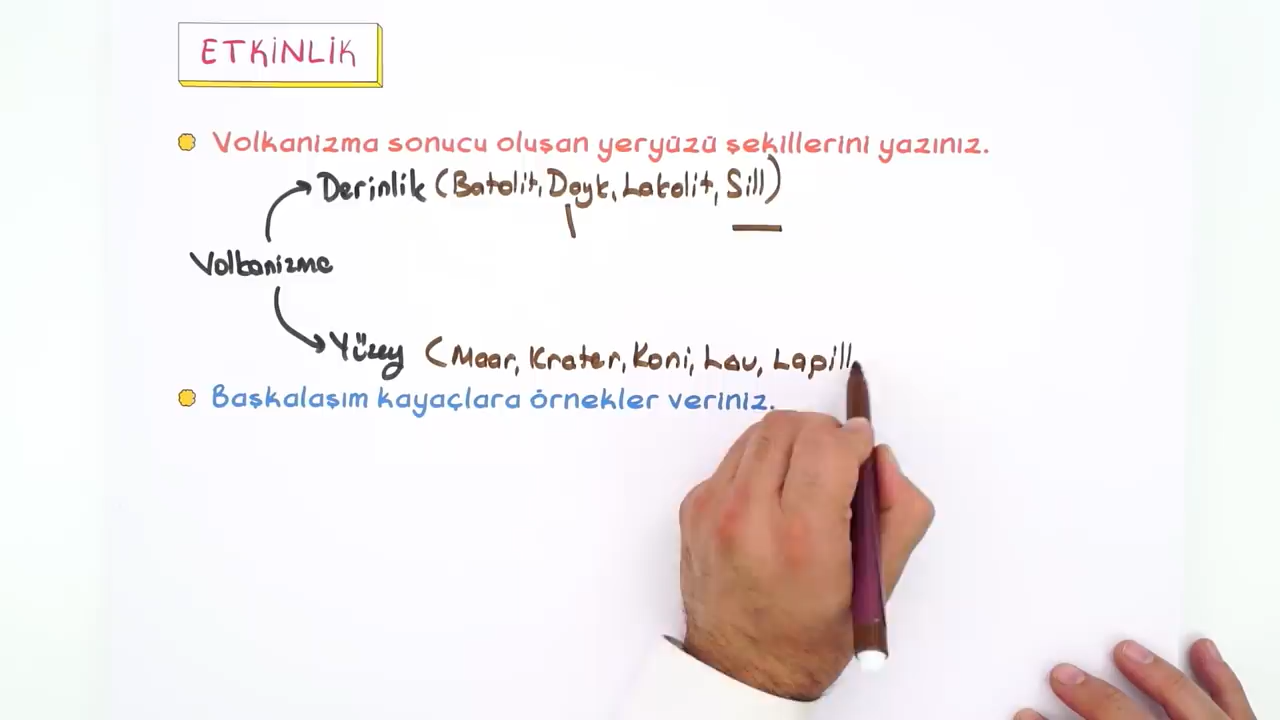 ETKİNLİK
Volkanizma sonucu oluşan yeryüzü şekillerini yazınız.
Derinlik (Batolit, Dayk, Lakolit, Sill)
Volkanizma
Yüzey (Maar, Krater, Koni, Lav, Lapill
Başkalaşım kayaçlara örnekler veriniz.